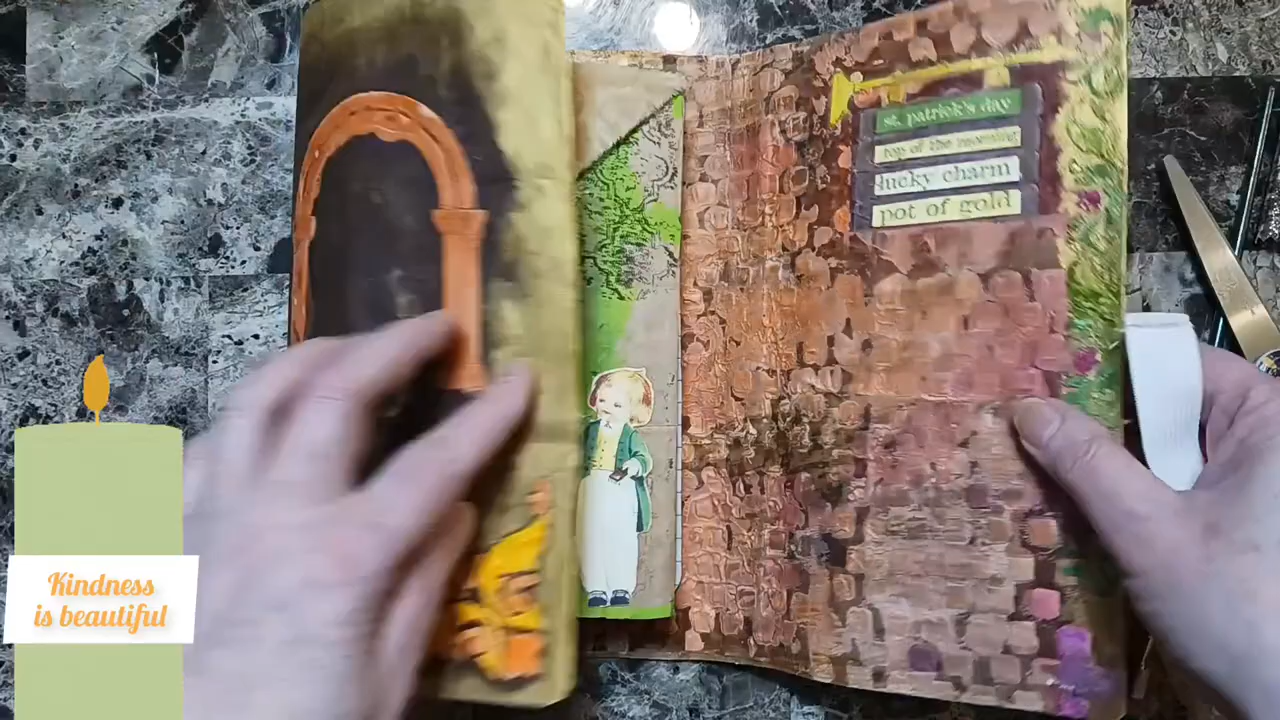 st. patrick's day
top of the morning
lucky charm
pot of gold
Kindness
is beautiful